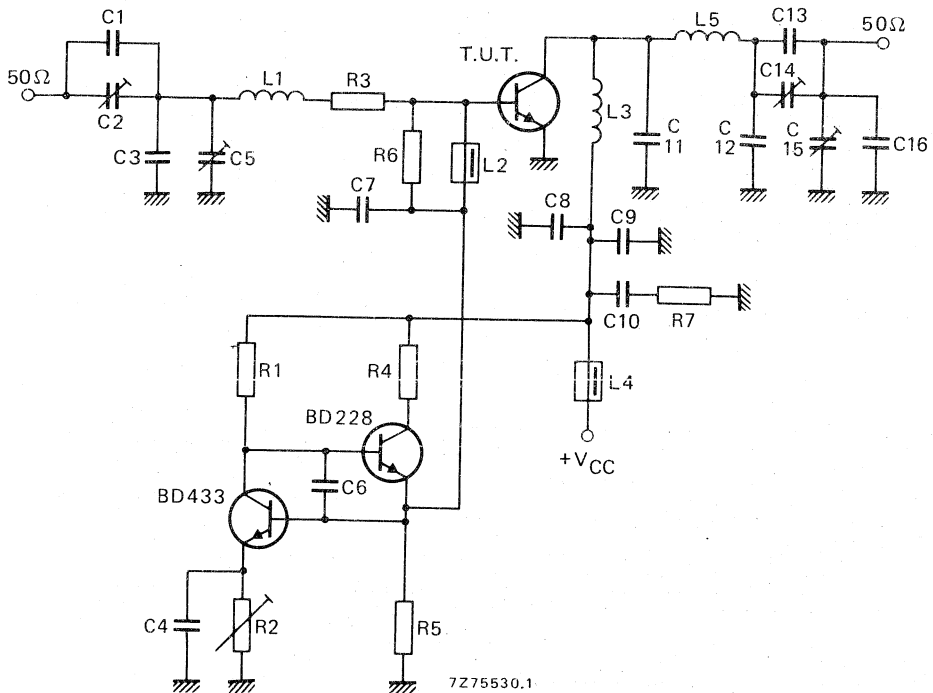 C1
50Ω
C2
L1
R3
T.U.T.
L5
C13
50Ω
C14
L3
C3
C5
R6
L2
C
11
C
12
C
15
C16
C7
C8
C9
C10
R7
R1
R4
L4
BD228
+VCC
C6
BD433
C4
R2
R5
7Z75530.1